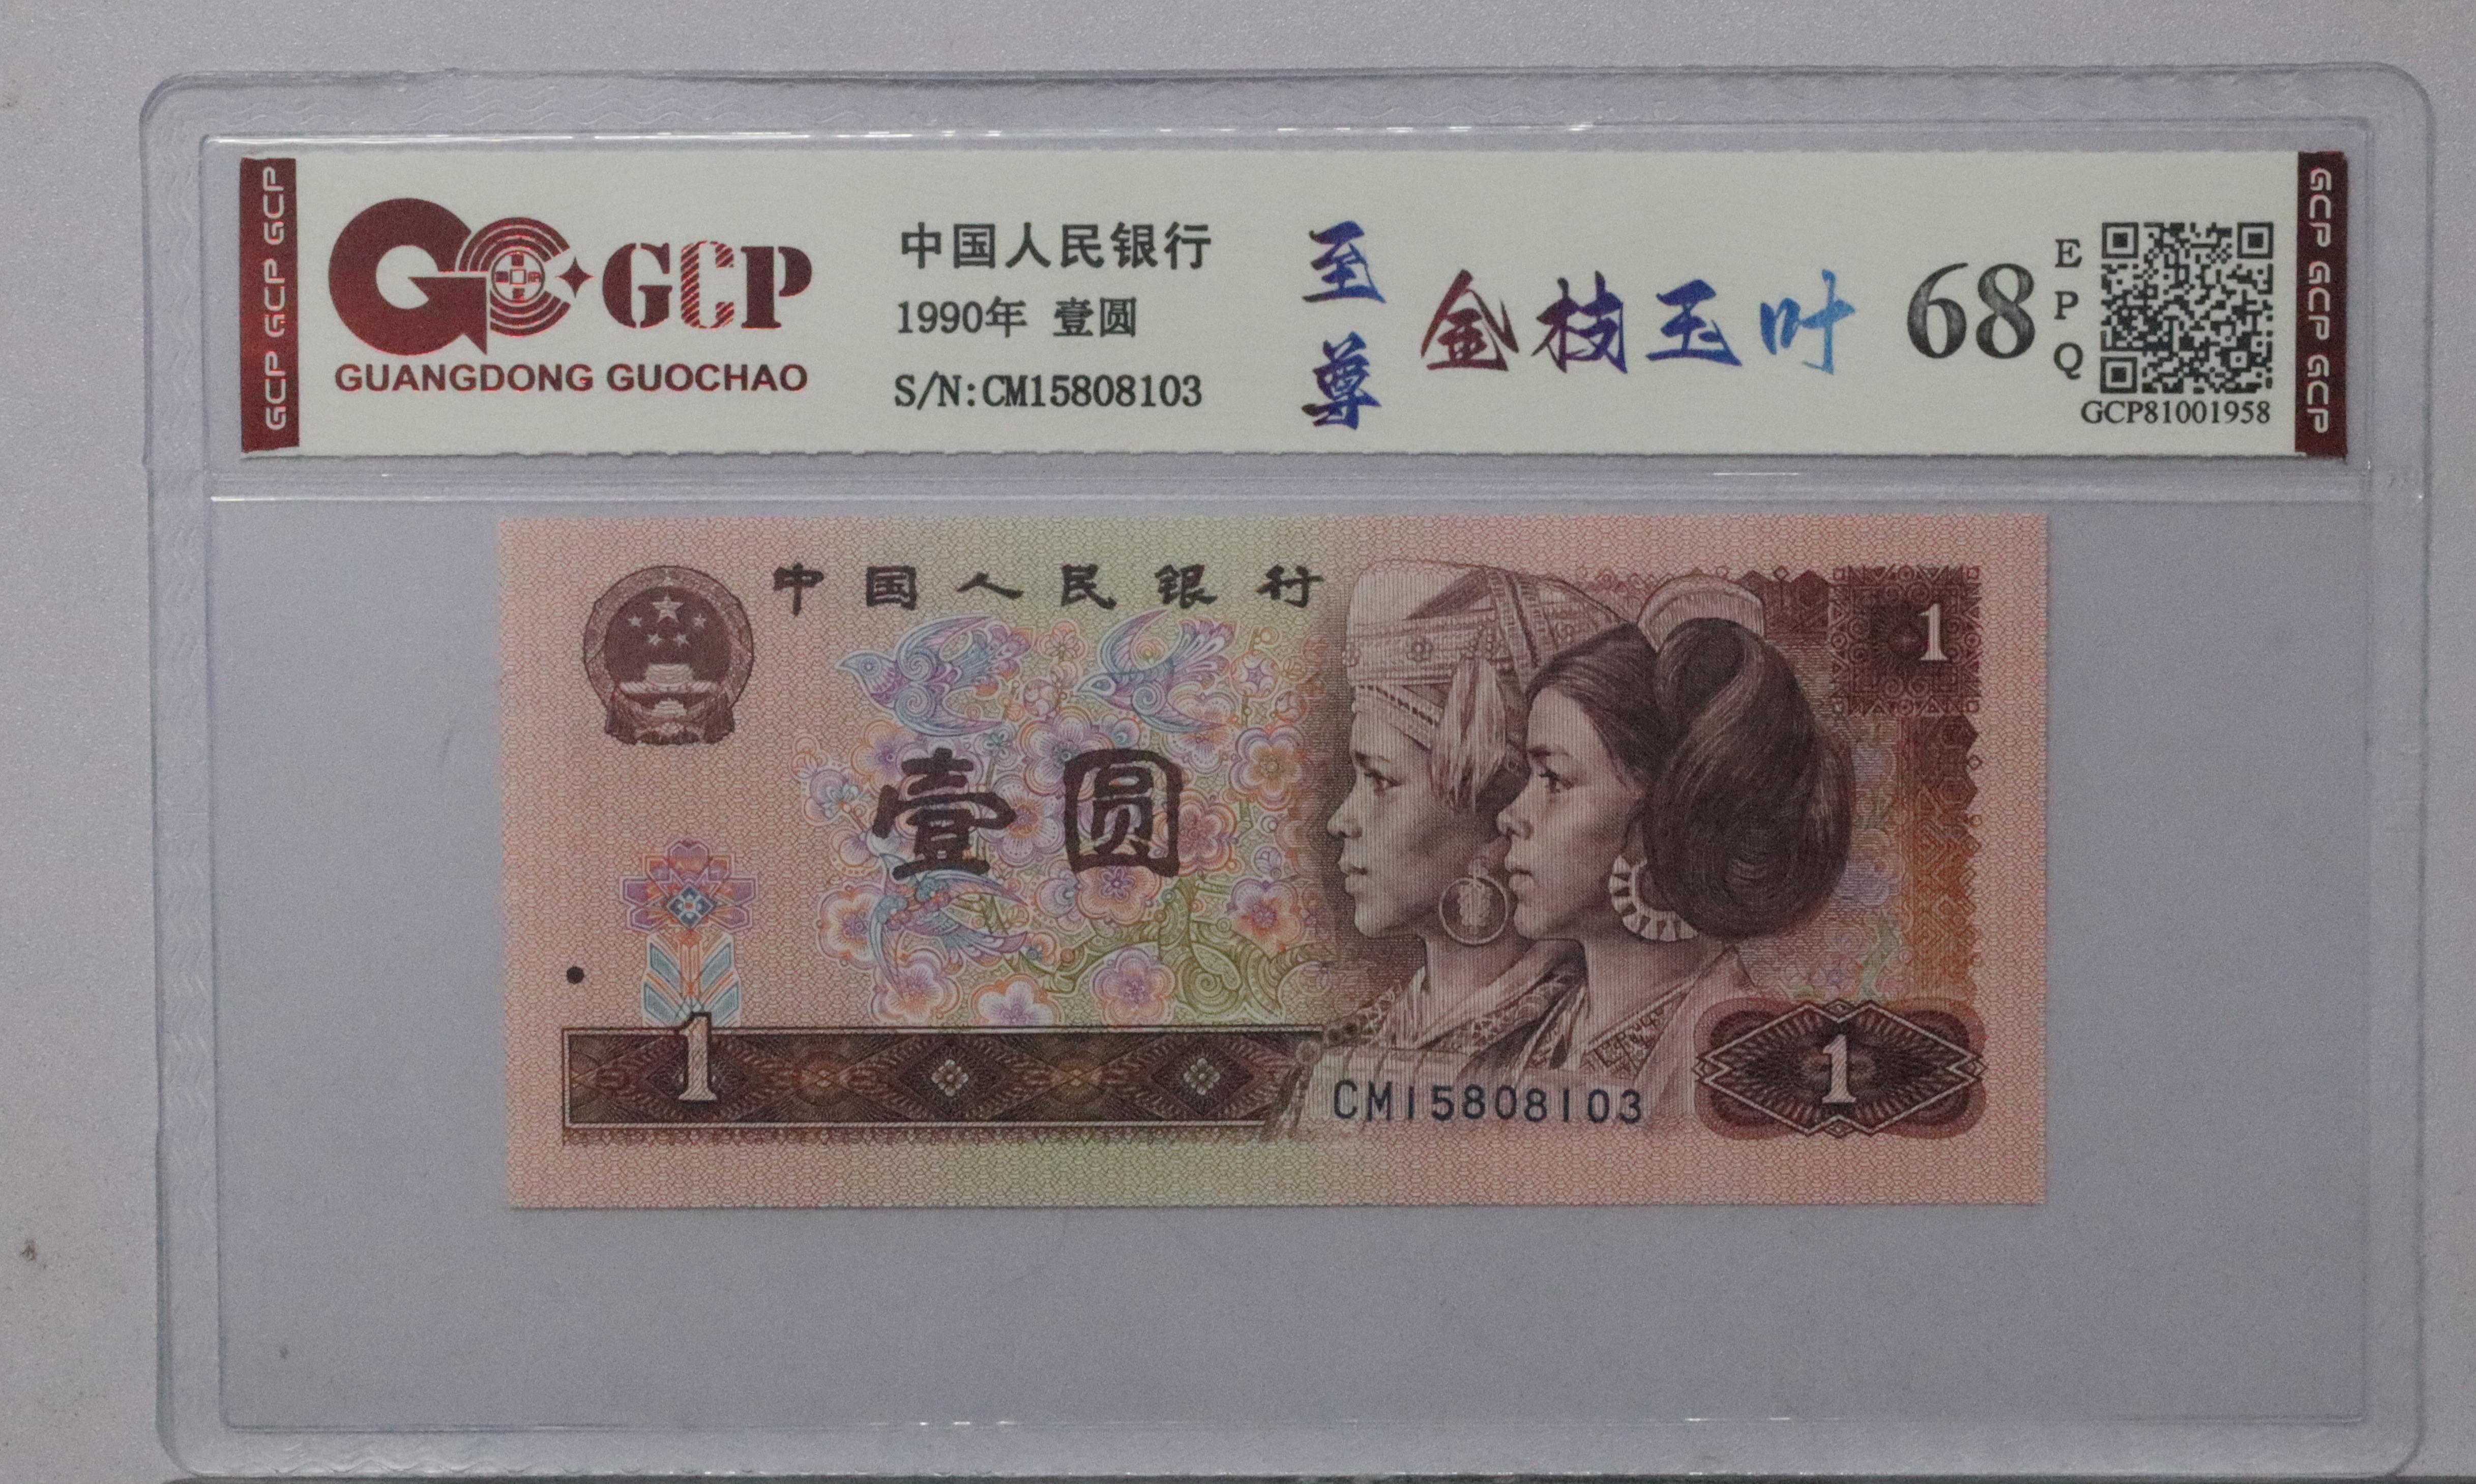 GCP GCP GCP
GCP
GUANGDONG GUOCHAO
中国人民银行
1990年 壹圆
S/N:CM15808103
至尊
金枝玉叶
68
EPQ
GCP81001958
GCP GCP GCP
中国人民银行
壹圆
1
1
CM15808103
1